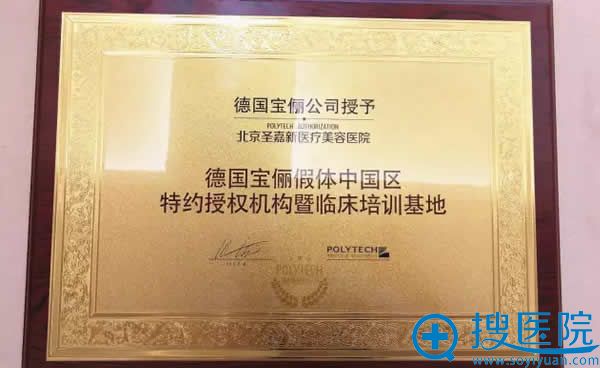 德国宝俪公司授予
POLYTECH AUTHORIZATION
北京圣嘉新医疗美容医院
德国宝俪假体中国区
特约授权机构暨临床培训基地
POLYTECH
POLYTECH
搜医院
www.soyiyuan.com